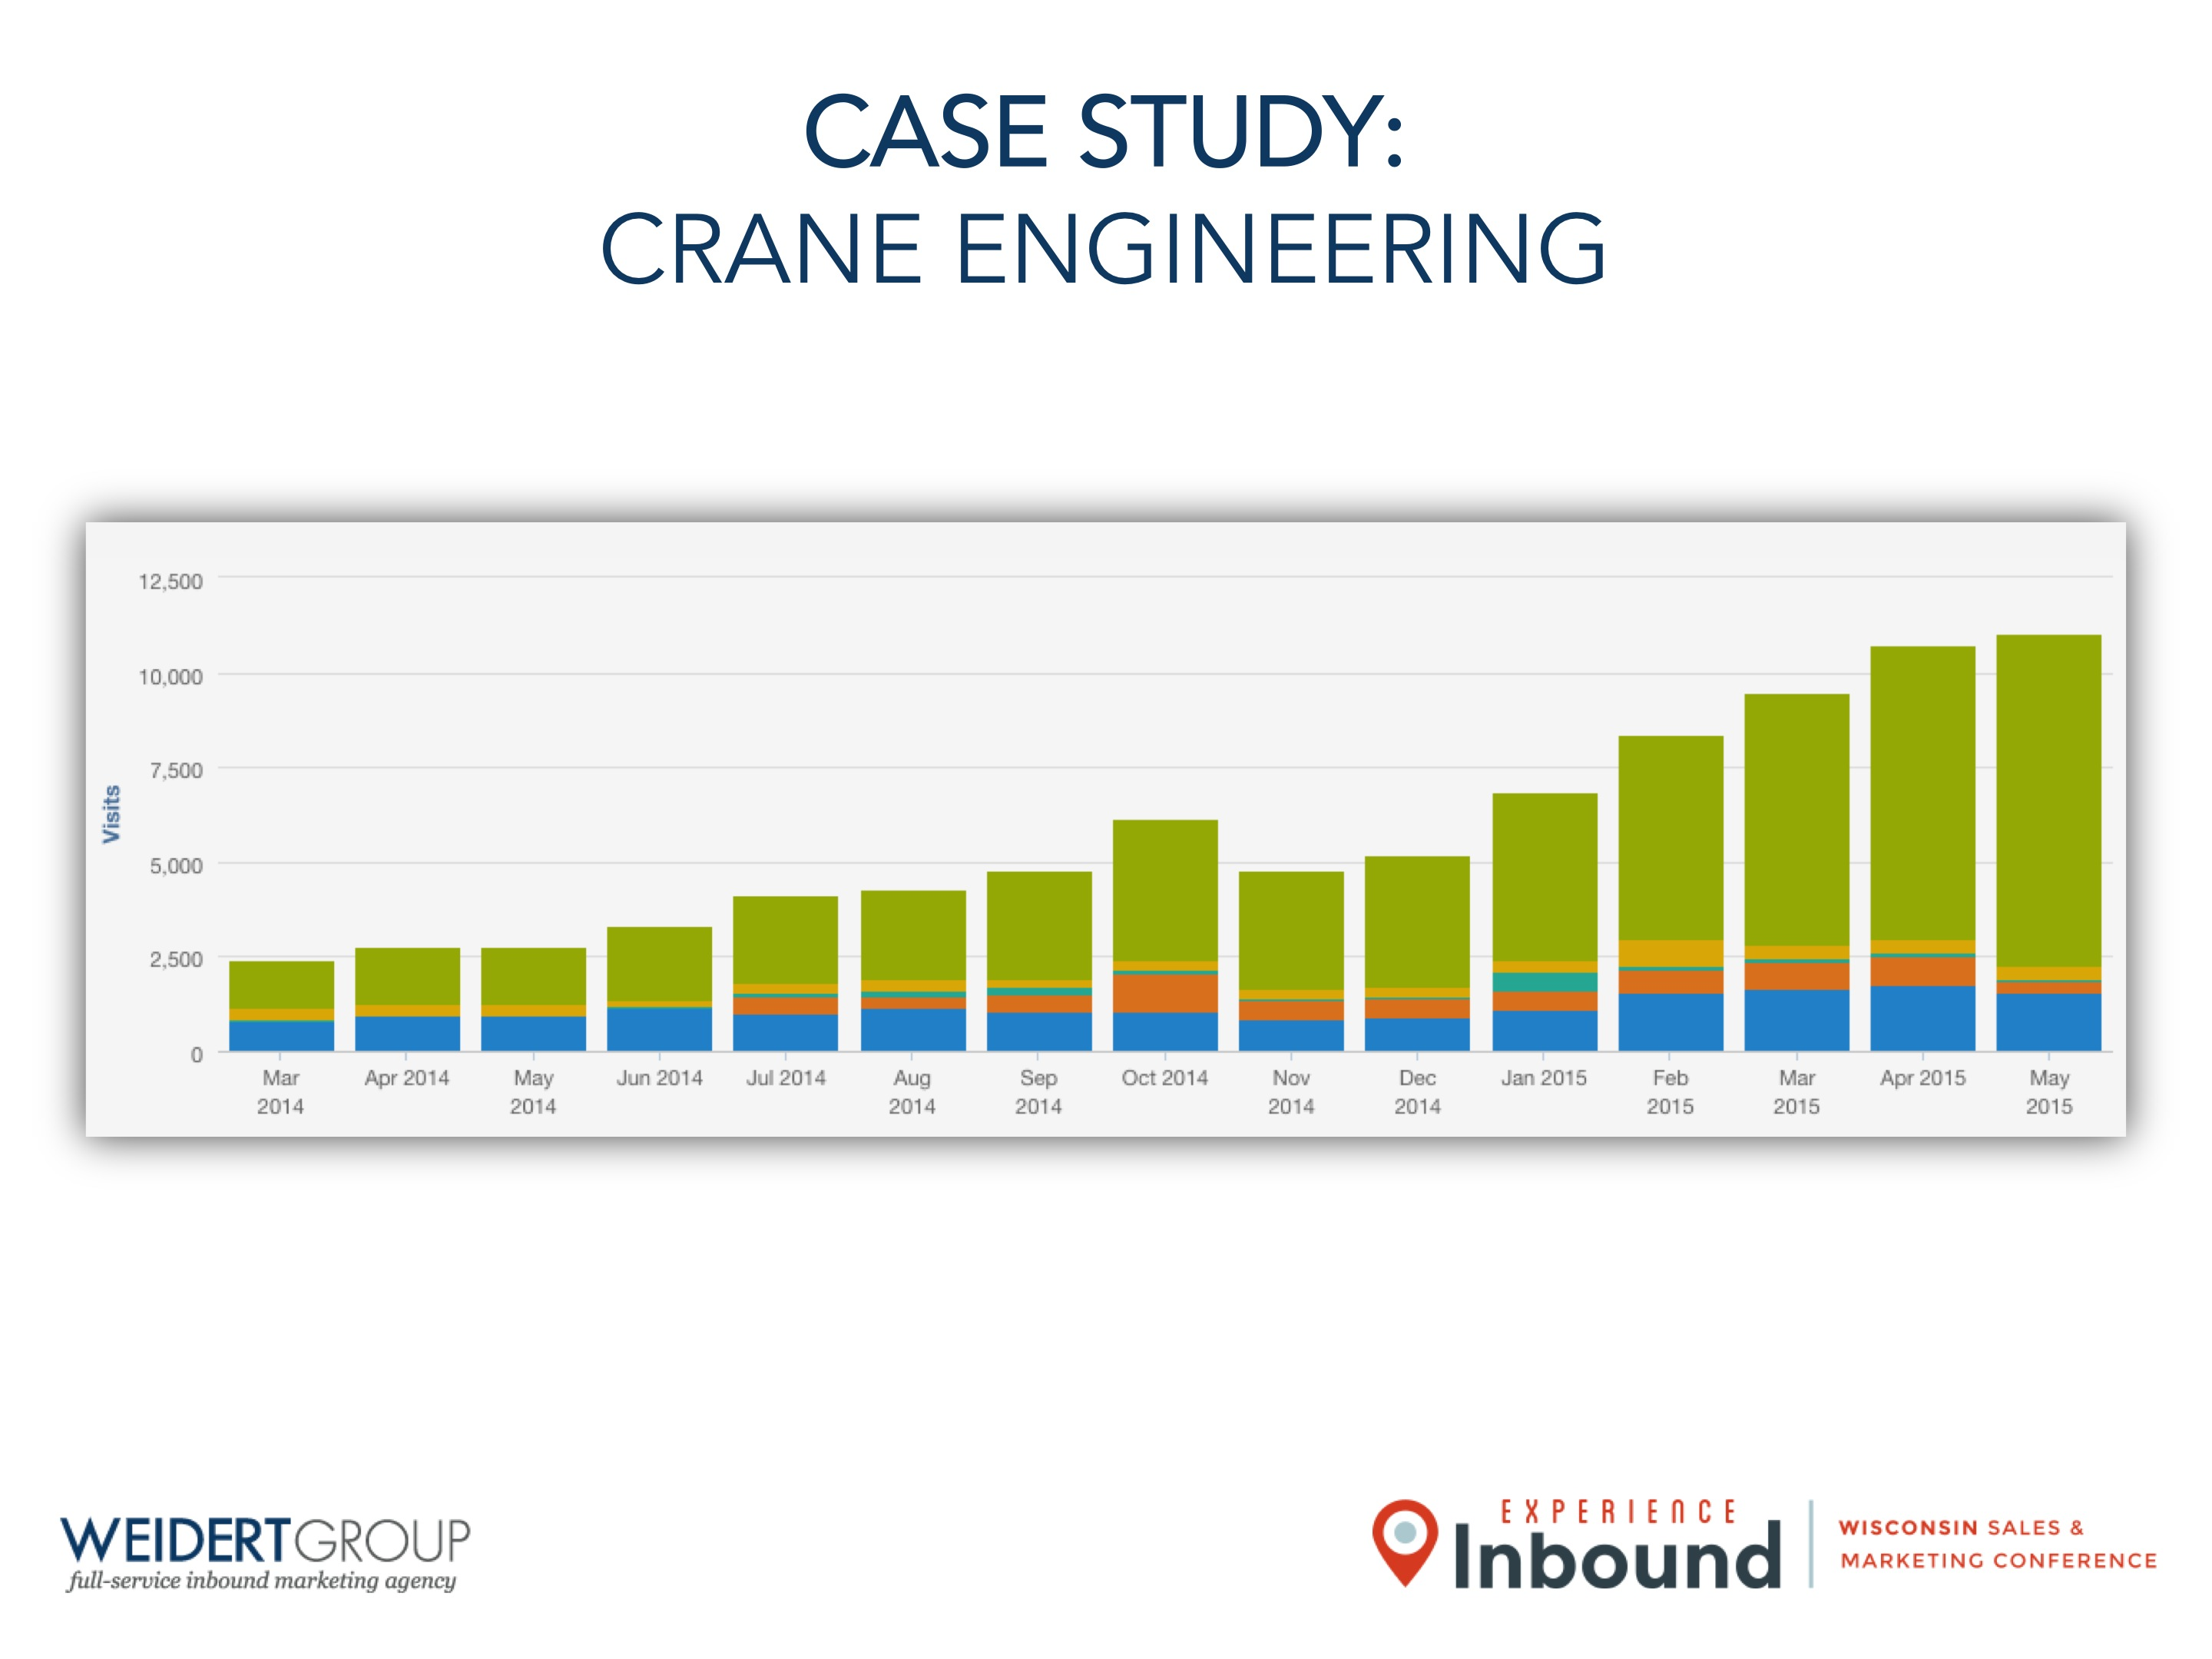 CASE STUDY:
CRANE ENGINEERING
12,500
10,000
7,500
5,000
2,500
0
Visits
Mar 2014
Apr 2014
May 2014
Jun 2014
Jul 2014
Aug 2014
Sep 2014
Oct 2014
Nov 2014
Dec 2014
Jan 2015
Feb 2015
Mar 2015
Apr 2015
May 2015
WEIDERTGROUP
full-service inbound marketing agency
EXPERIENCE
Inbound
WISCONSIN SALES &
MARKETING CONFERENCE